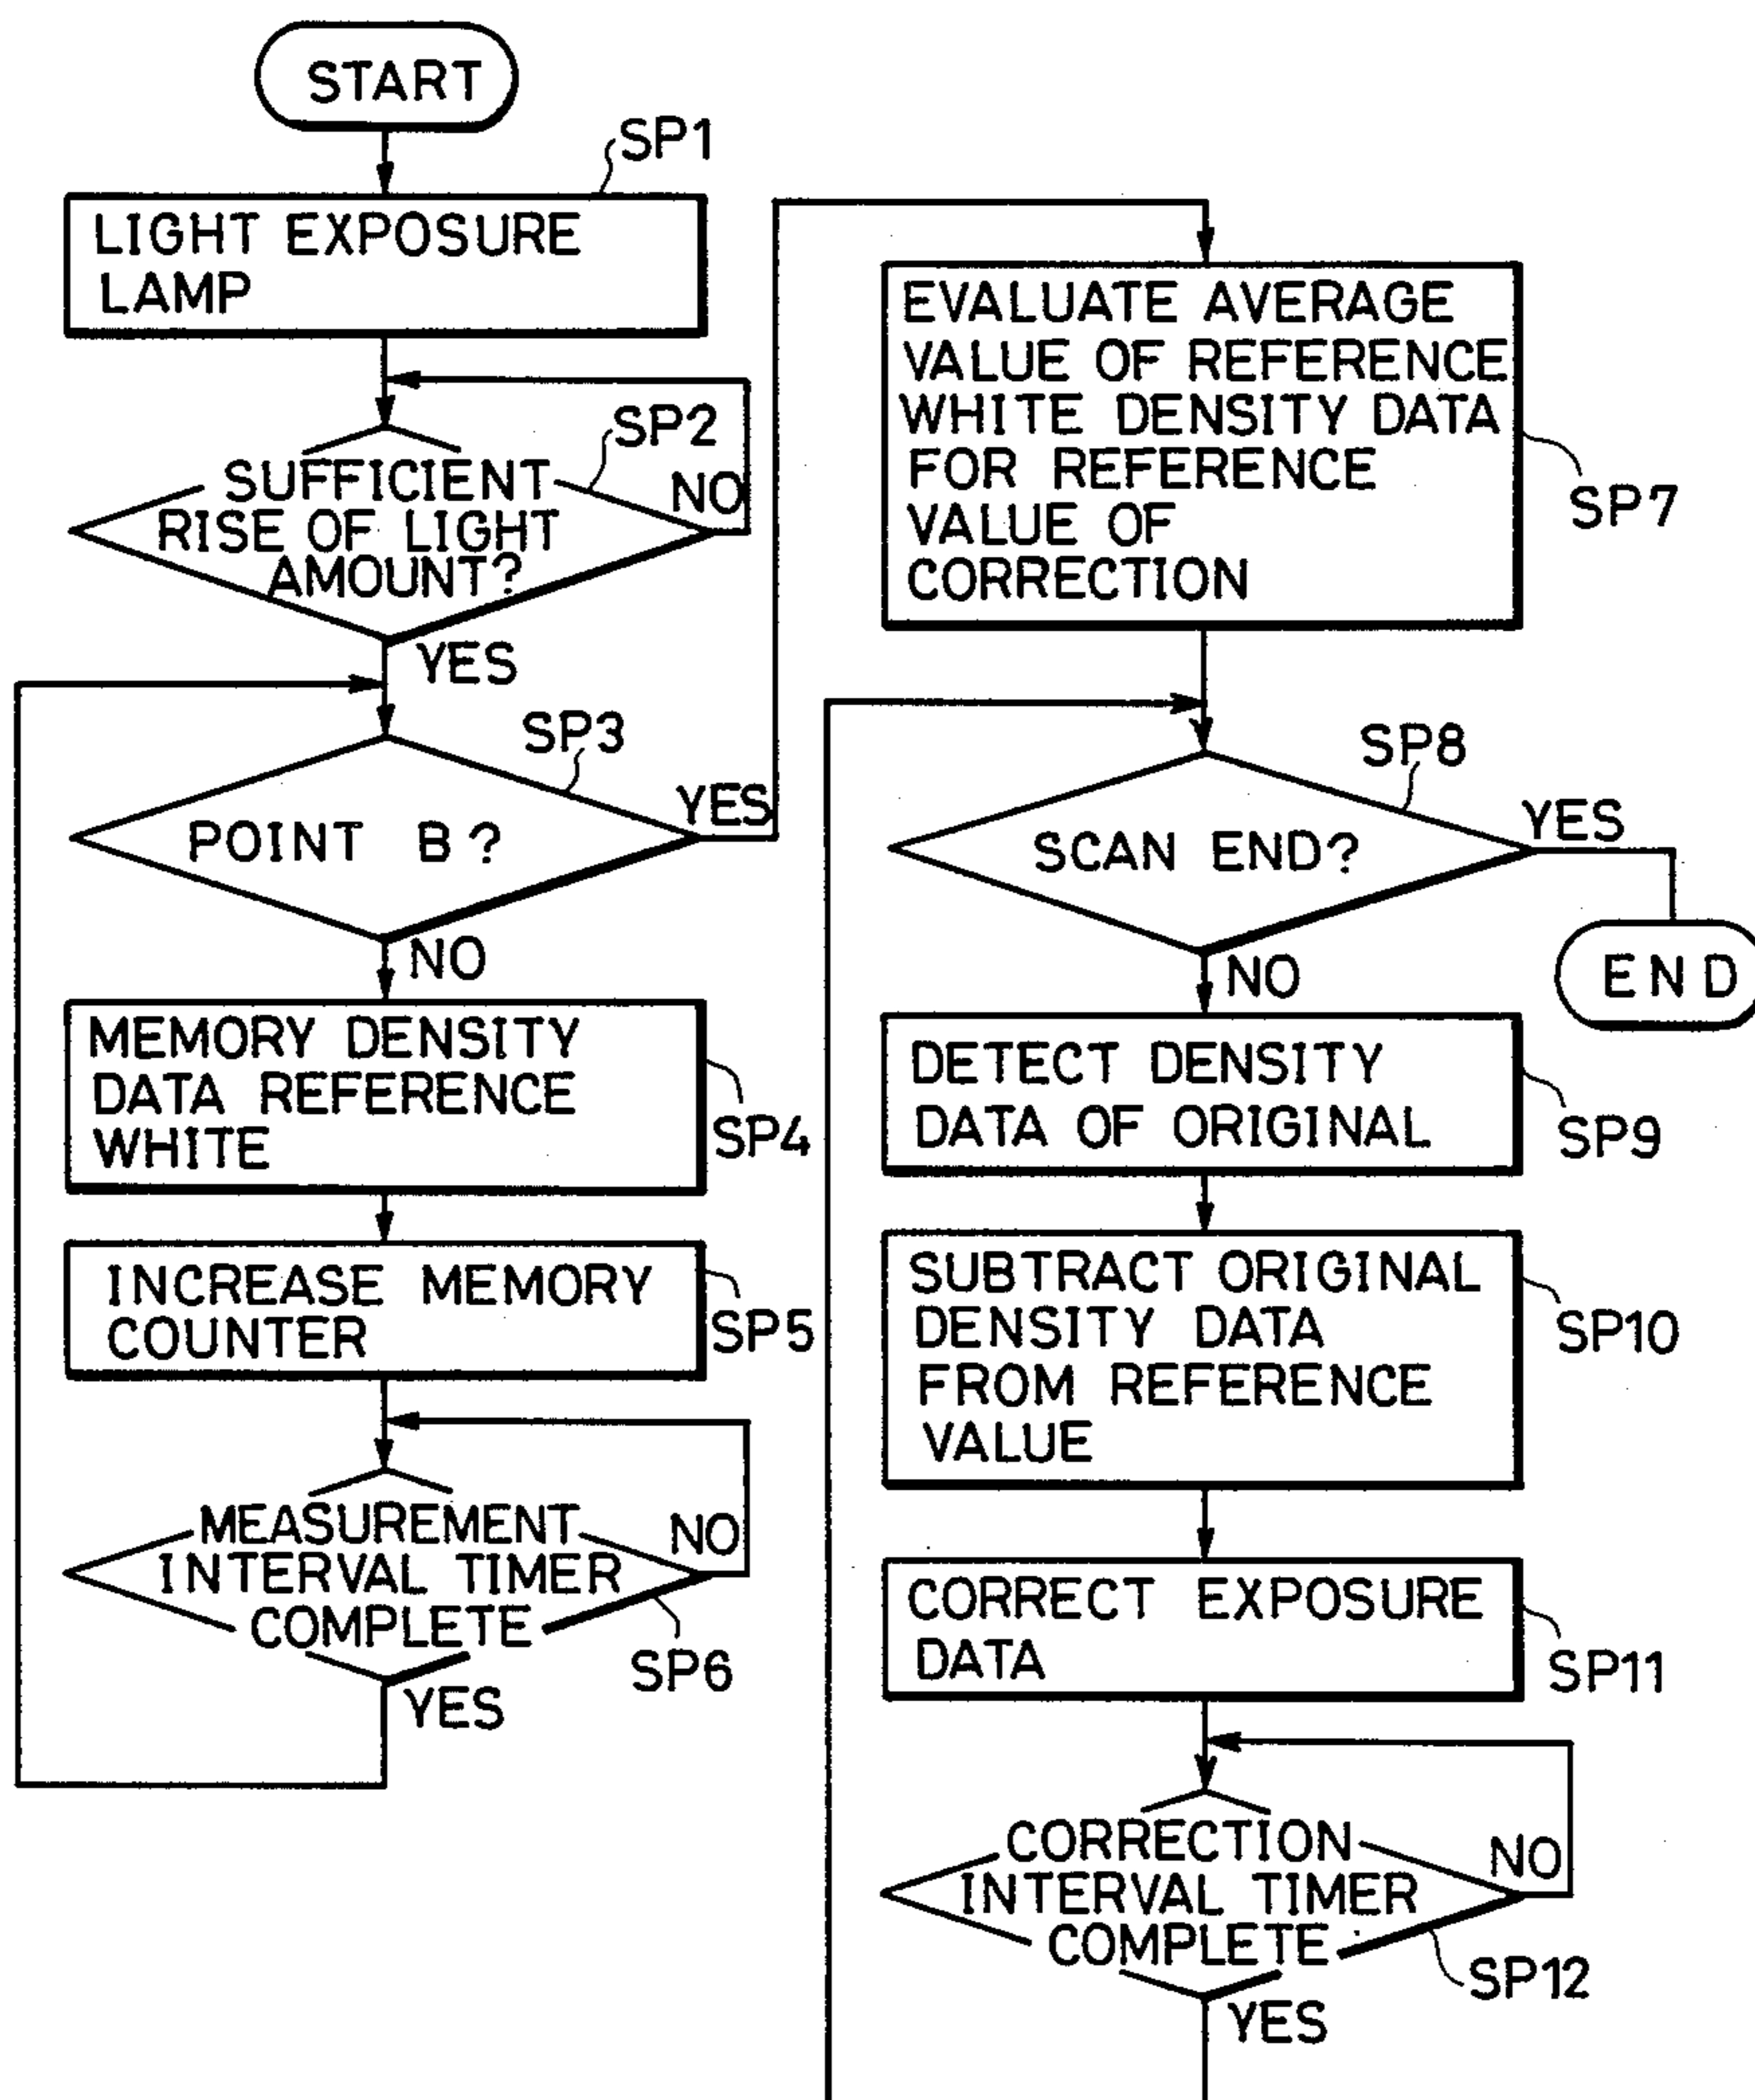 START
SP1
LIGHT EXPOSURE
LAMP
SP2
SUFFICIENT
RISE OF LIGHT
AMOUNT?
NO
YES
SP3
POINT B?
YES
NO
MEMORY DENSITY
DATA REFERENCE
WHITE
SP4
INCREASE MEMORY
COUNTER
SP5
MEASUREMENT
INTERVAL TIMER
COMPLETE
NO
SP6
YES
EVALUATE AVERAGE
VALUE OF REFERENCE
WHITE DENSITY DATA
FOR REFERENCE
VALUE OF
CORRECTION
SP7
SP8
SCAN END?
YES
END
NO
DETECT DENSITY
DATA OF ORIGINAL
SP9
SUBTRACT ORIGINAL
DENSITY DATA
FROM REFERENCE
VALUE
SP10
CORRECT EXPOSURE
DATA
SP11
CORRECTION
INTERVAL TIMER
COMPLETE
NO
SP12
YES